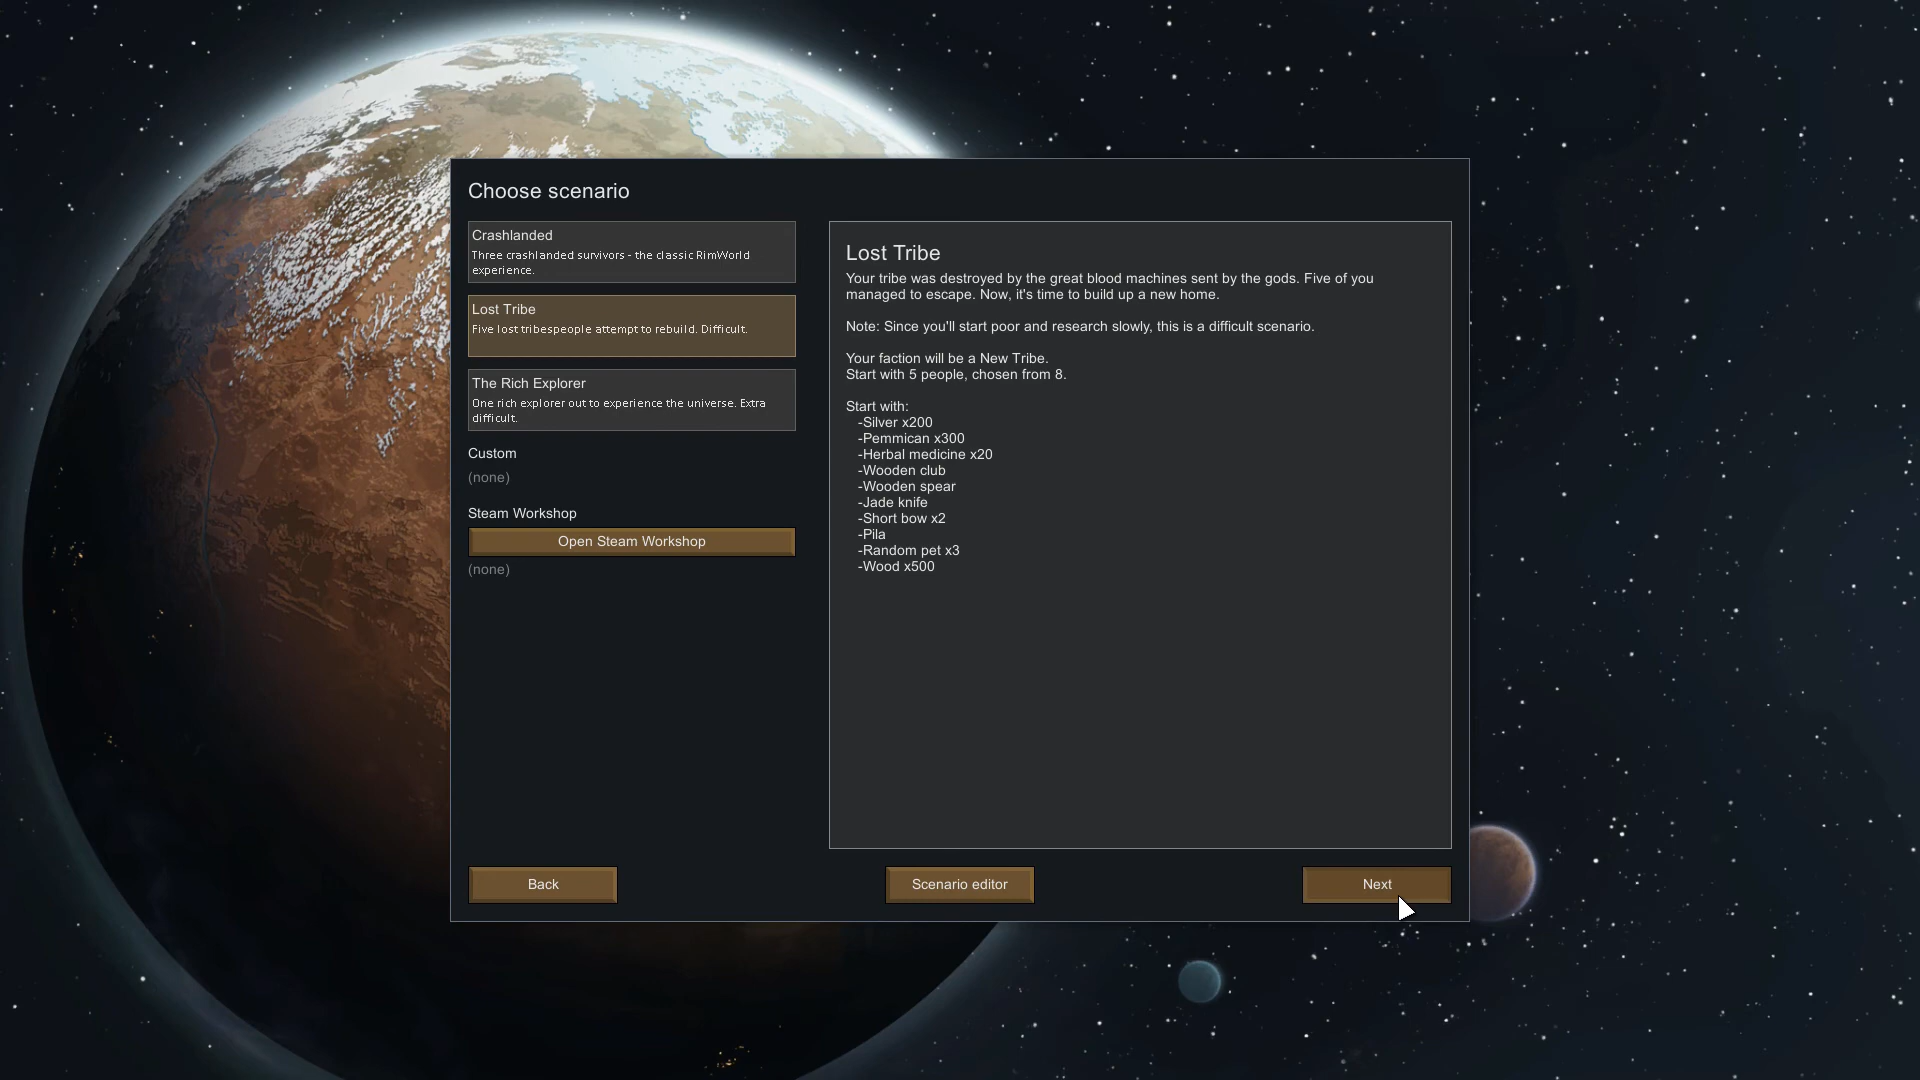 Choose scenario
Crashlanded
Three crashlanded survivors - the classic RimWorld
experience.
Lost Tribe
Five lost tribespeople attempt to rebuild. Difficult.
The Rich Explorer
One rich explorer out to experience the universe. Extra
difficult.
Custom
(none)
Steam Workshop
Open Steam Workshop
(none)
Lost Tribe
Your tribe was destroyed by the great blood machines sent by the gods. Five of you
managed to escape. Now, it's time to build up a new home.
Note: Since you'll start poor and research slowly, this is a difficult scenario.
Your faction will be a New Tribe.
Start with 5 people, chosen from 8.
Start with:
-Silver x200
-Pemmican x300
-Herbal medicine x20
-Wooden club
-Wooden spear
-Jade knife
-Short bow x2
-Pila
-Random pet x3
-Wood x500
Back
Scenario editor
Next